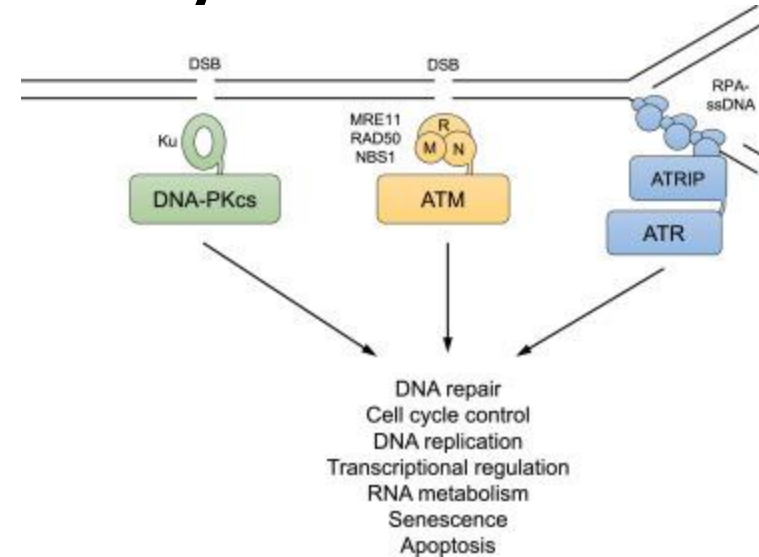 DSB
DSB
RPA-
ssDNA
Ku
MRE11
RAD50
NBS1
R
M N
DNA-PKcs
ATM
ATRIP
ATR
DNA repair
Cell cycle control
DNA replication
Transcriptional regulation
RNA metabolism
Senescence
Apoptosis